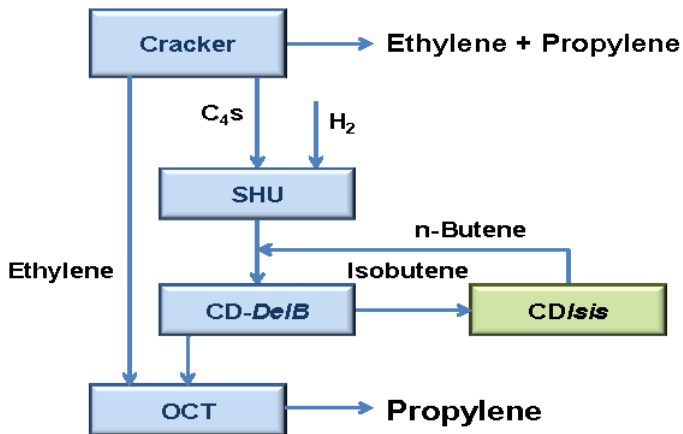 Cracker
Ethylene + Propylene
C₄s
H₂
SHU
n-Butene
Ethylene
Isobutene
CD-DeIB
CDIsis
OCT
Propylene